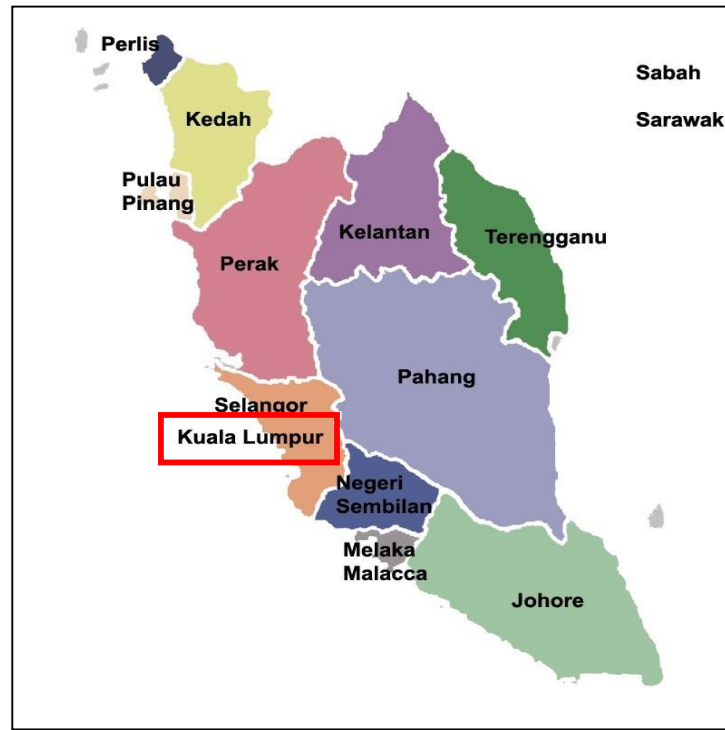 Perlis
Sabah
Kedah
Sarawak
Pulau
Pinang
Kelantan
Terengganu
Perak
Pahang
Selangor
Kuala Lumpur
Negeri
Sembilan
Melaka
Malacca
Johore